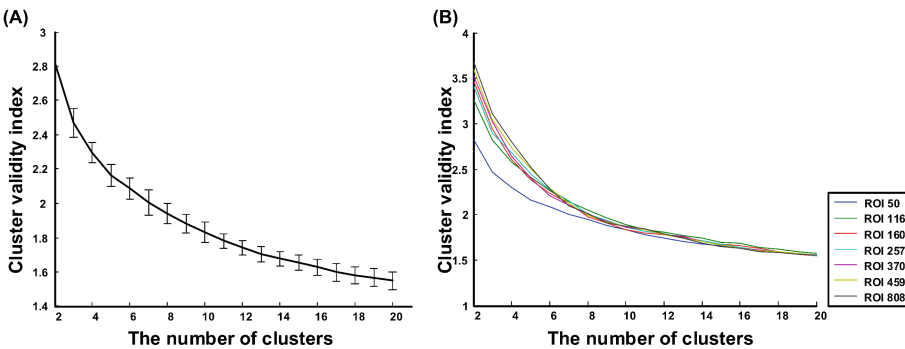 (A)
Cluster validity index
3
2.8
2.6
2.4
2.2
2
1.8
1.6
1.4
2 4 6 8 10 12 14 16 18 20
The number of clusters
(B)
Cluster validity index
4
3.5
3
2.5
2
1.5
1
2 4 6 8 10 12 14 16 18 20
The number of clusters
ROI 50
ROI 116
ROI 160
ROI 257
ROI 370
ROI 459
ROI 808